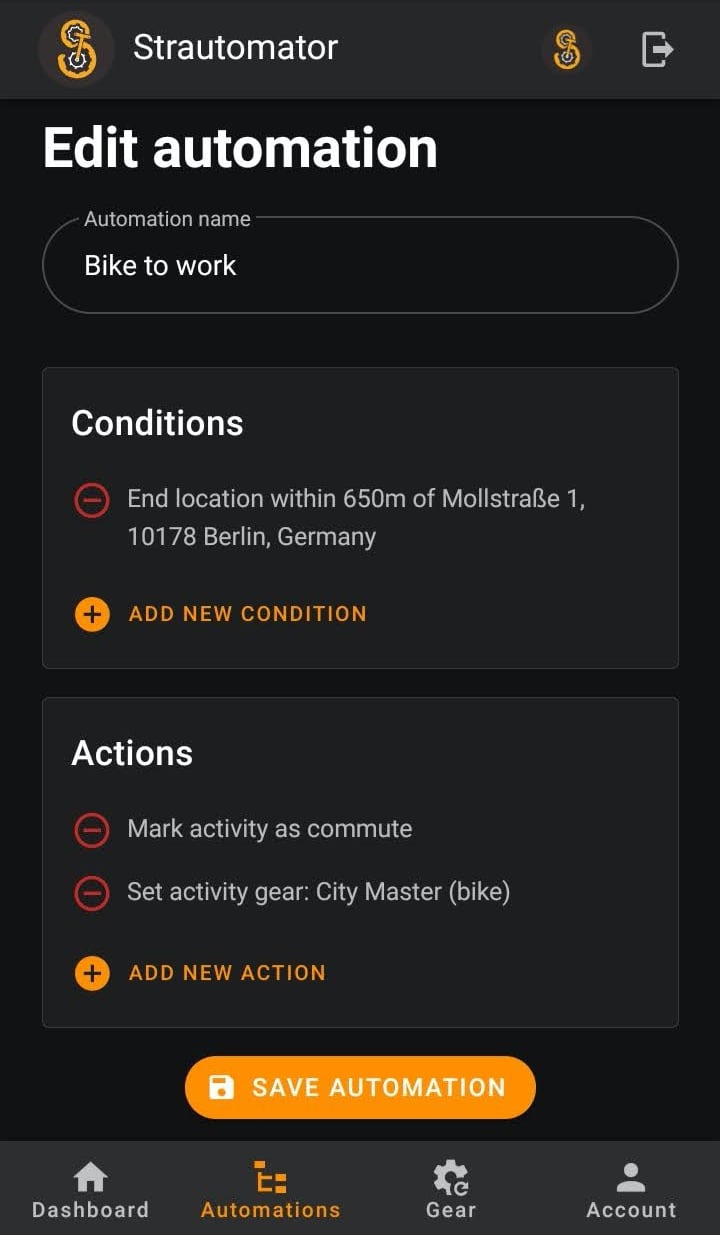 Strautomator
Edit automation
Automation name
Bike to work
Conditions
End location within 650m of Mollstraße 1,
10178 Berlin, Germany
ADD NEW CONDITION
Actions
Mark activity as commute
Set activity gear: City Master (bike)
ADD NEW ACTION
SAVE AUTOMATION
Dashboard
Automations
Gear
Account